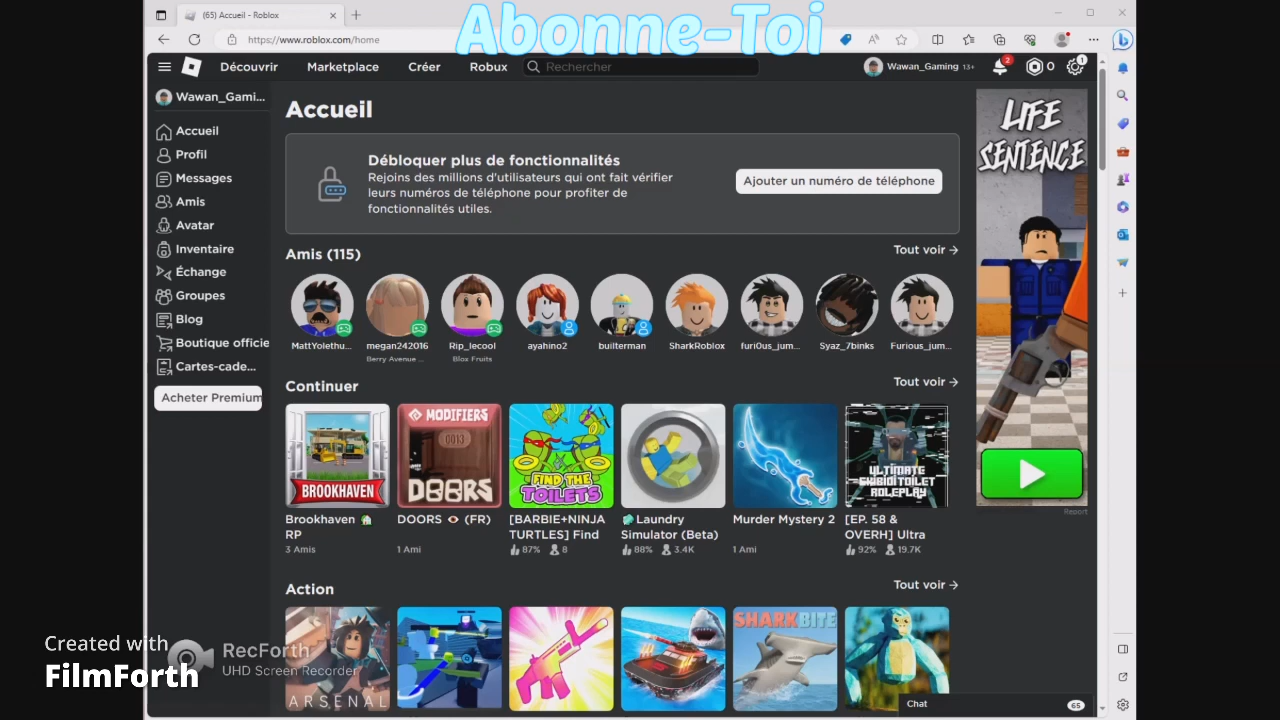 Abonne-Toi
(65) Accueil - Roblox
https://www.roblox.com/home
Découvrir
Marketplace
Créer
Robux
Rechercher
Wawan_Gaming 13+
2
0
1
Wawan_Gami...
Accueil
Profil
Messages
Amis
Avatar
Inventaire
Échange
Groupes
Blog
Boutique officie
Cartes-cade...
Acheter Premium
Accueil
Débloquer plus de fonctionnalités
Rejoins des millions d'utilisateurs qui ont fait vérifier
leurs numéros de téléphone pour profiter de
fonctionnalités utiles.
Ajouter un numéro de téléphone
Amis (115)
Tout voir →
MattYolethu...
megan242016
Rip_lecool
ayahino2
builterman
SharkRoblox
furi0us_jum...
Syaz_7binks
Furious_jum...
Berry Avenue ...
Blox Fruits
Continuer
Tout voir →
BROOKHAVEN
MODIFIERS
0013
DOORS
FIND THE
TOILETS
ULTIMATE
SKIBIDI TOILET
ROLEPLAY
Brookhaven
RP
3 Amis
DOORS (FR)
1 Ami
[BARBIE+NINJA
TURTLES] Find
87% 8
Laundry
Simulator (Beta)
88% 3.4K
Murder Mystery 2
1 Ami
[EP. 58 &
OVERH] Ultra
92% 19.7K
Action
Tout voir →
ARSENAL
SHARKBITE
LIFE
SENTENCE
Report
Chat
65
Created with
FilmForth
RecForth
UHD Screen Recorder